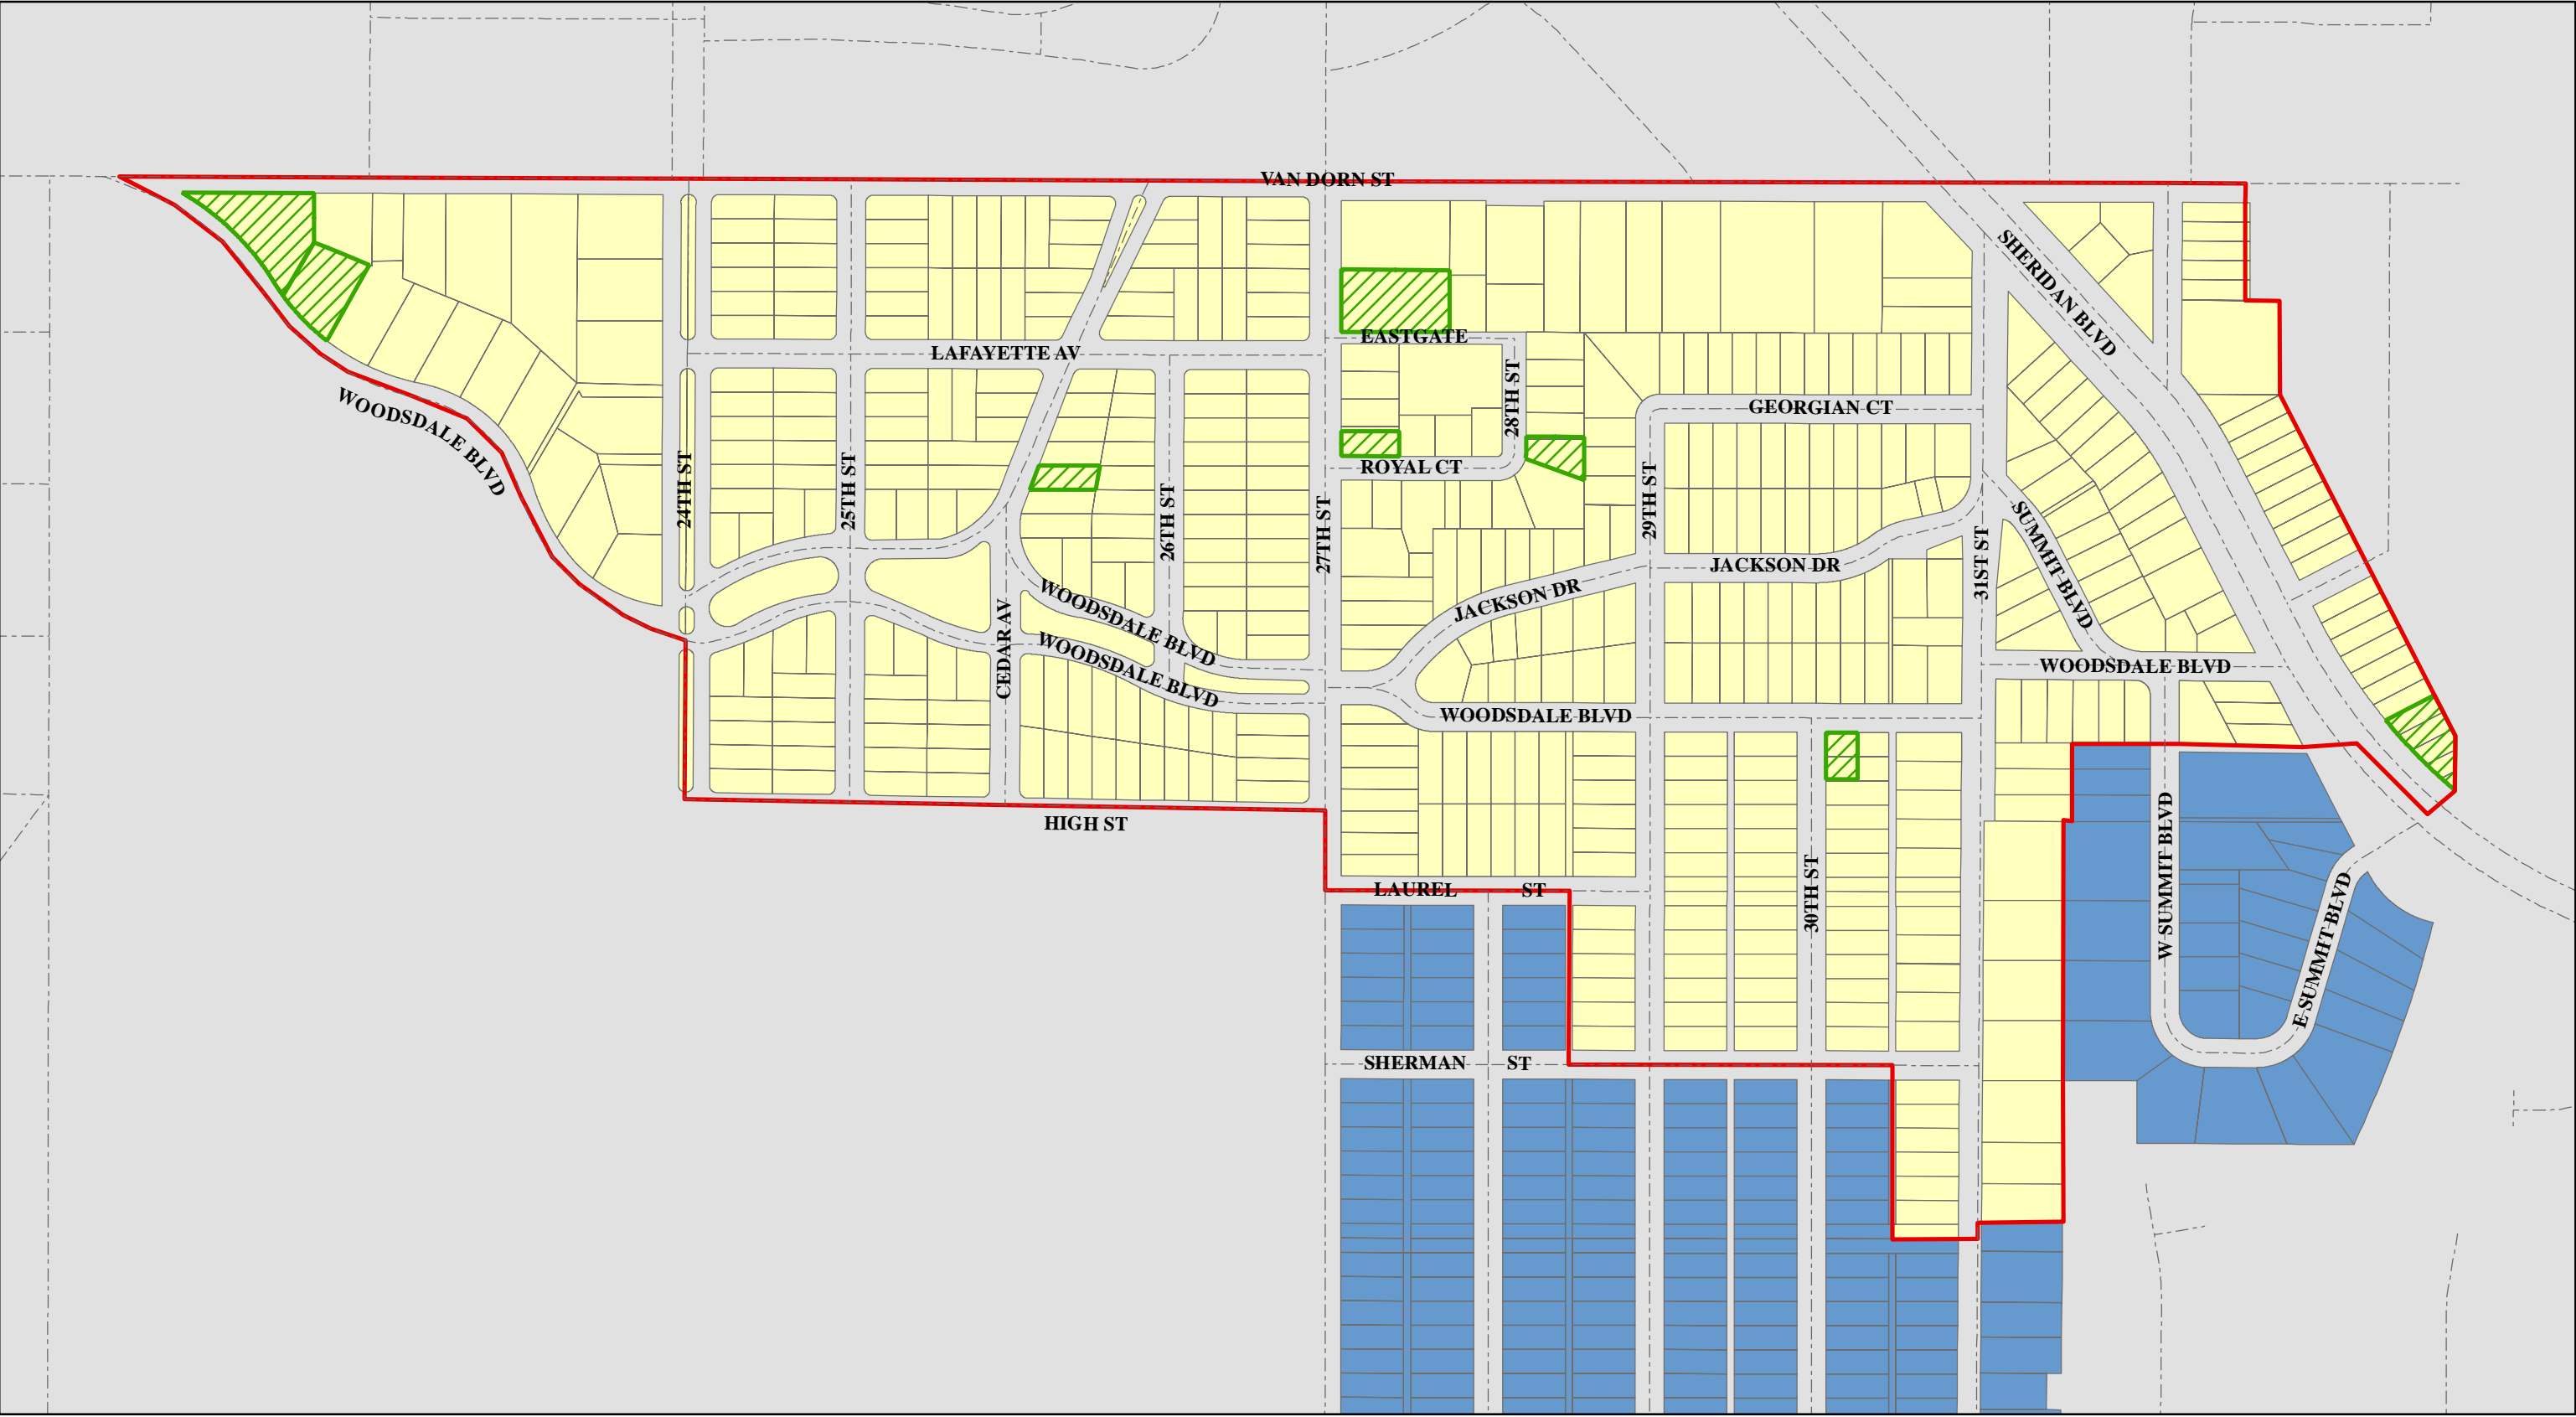 VAN DORN ST
SHERIDAN BLVD
EASTGATE
LAFAYETTE AV
28TH ST
GEORGIAN CT
WOODSDALE BLVD
24TH ST
25TH ST
26TH ST
27TH ST
ROYAL CT
29TH ST
31ST ST
SUMMIT BLVD
JACKSON DR
JACKSON DR
CEDAR AV
WOODSDALE BLVD
WOODSDALE BLVD
WOODSDALE BLVD
WOODSDALE BLVD
HIGH ST
LAUREL ST
30TH ST
W SUMMIT BLVD
E SUMMIT BLVD
SHERMAN ST